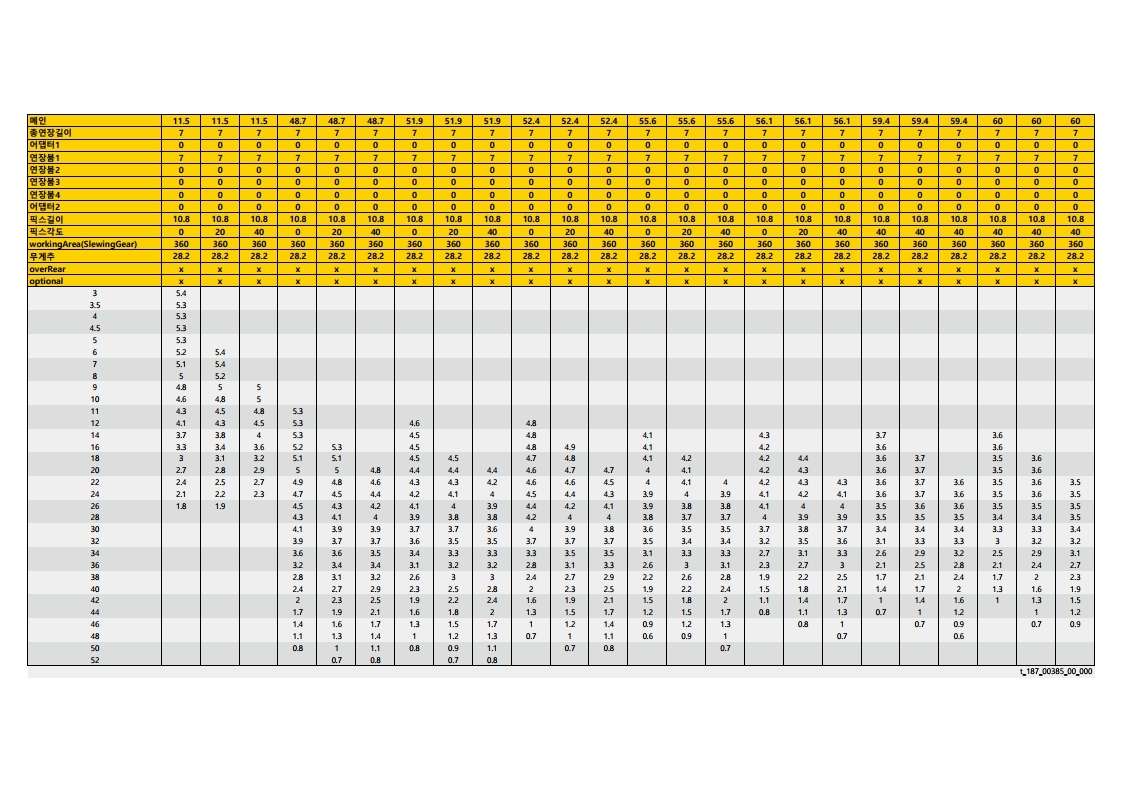 메인 11.5 11.5 11.5 48.7 48.7 48.7 51.9 51.9 51.9 52.4 52.4 52.4 55.6 55.6 55.6 56.1 56.1 56.1 59.4 59.4 59.4 60 60 60
총연장길이 7 7 7 7 7 7 7 7 7 7 7 7 7 7 7 7 7 7 7 7 7 7 7 7
어댑터1 0 0 0 0 0 0 0 0 0 0 0 0 0 0 0 0 0 0 0 0 0 0 0 0
연장붐1 7 7 7 7 7 7 7 7 7 7 7 7 7 7 7 7 7 7 7 7 7 7 7 7
연장붐2 0 0 0 0 0 0 0 0 0 0 0 0 0 0 0 0 0 0 0 0 0 0 0 0
연장붐3 0 0 0 0 0 0 0 0 0 0 0 0 0 0 0 0 0 0 0 0 0 0 0 0
연장붐4 0 0 0 0 0 0 0 0 0 0 0 0 0 0 0 0 0 0 0 0 0 0 0 0
어댑터2 0 0 0 0 0 0 0 0 0 0 0 0 0 0 0 0 0 0 0 0 0 0 0 0
픽스길이 10.8 10.8 10.8 10.8 10.8 10.8 10.8 10.8 10.8 10.8 10.8 10.8 10.8 10.8 10.8 10.8 10.8 10.8 10.8 10.8 10.8 10.8 10.8 10.8
픽스각도 0 20 40 0 20 40 0 20 40 0 20 40 0 20 40 0 20 40 40 40 40 40 40 40
workingArea(SlewingGear) 360 360 360 360 360 360 360 360 360 360 360 360 360 360 360 360 360 360 360 360 360 360 360 360
무게추 28.2 28.2 28.2 28.2 28.2 28.2 28.2 28.2 28.2 28.2 28.2 28.2 28.2 28.2 28.2 28.2 28.2 28.2 28.2 28.2 28.2 28.2 28.2 28.2
overRear x x x x x x x x x x x x x x x x x x x x x x x x
optional x x x x x x x x x x x x x x x x x x x x x x x x
3 5.4
3.5 5.3
4 5.3
4.5 5.3
5 5.3
6 5.2 5.4
7 5.1 5.4
8 5 5.2
9 4.8 5 5
10 4.6 4.8 5
11 4.3 4.5 4.8 5.3
12 4.1 4.3 4.5 5.3 4.6 4.8
14 3.7 3.8 4 5.3 4.5 4.8 4.1 4.3 3.7 3.6
16 3.3 3.4 3.6 5.2 5.3 4.5 4.8 4.9 4.1 4.2 3.6 3.6
18 3 3.1 3.2 5.1 5.1 4.5 4.5 4.7 4.8 4.1 4.2 4.2 4.4 3.6 3.7 3.5 3.6
20 2.7 2.8 2.9 5 5 4.8 4.4 4.4 4.4 4.6 4.7 4.7 4 4.1 4.2 4.3 3.6 3.7 3.5 3.6
22 2.4 2.5 2.7 4.9 4.8 4.6 4.3 4.3 4.2 4.6 4.6 4.5 4 4.1 4 4.2 4.3 4.3 3.6 3.7 3.6 3.5 3.6 3.5
24 2.1 2.2 2.3 4.7 4.5 4.4 4.2 4.1 4 4.5 4.4 4.3 3.9 4 3.9 4.1 4.2 4.1 3.6 3.6 3.6 3.5 3.6 3.5
26 1.8 1.9 4.5 4.3 4.2 4.1 4 3.9 4.4 4.2 4.1 3.9 3.8 3.8 4.1 4 4 3.5 3.6 3.6 3.5 3.5 3.5
28 4.3 4.1 4 3.9 3.8 3.8 4.2 4 4 3.8 3.7 3.7 4 3.9 3.9 3.5 3.5 3.5 3.4 3.4 3.5
30 4.1 3.9 3.9 3.7 3.7 3.6 4 3.9 3.8 3.6 3.5 3.5 3.7 3.8 3.7 3.4 3.4 3.4 3.3 3.3 3.4
32 3.9 3.7 3.7 3.6 3.5 3.5 3.7 3.7 3.7 3.5 3.4 3.4 3.2 3.5 3.6 3.1 3.3 3.3 3 3.2 3.2
34 3.6 3.6 3.5 3.4 3.3 3.3 3.3 3.5 3.5 3.1 3.3 3.3 2.7 3.1 3.3 2.6 2.9 3.2 2.5 2.9 3.1
36 3.2 3.4 3.4 3.1 3.2 3.2 2.8 3.1 3.3 2.6 3 3.1 2.3 2.7 3 2.1 2.5 2.8 2.1 2.4 2.7
38 2.8 3.1 3.2 2.6 3 3 2.4 2.7 2.9 2.2 2.6 2.8 1.9 2.2 2.5 1.7 2.1 2.4 1.7 2 2.3
40 2.4 2.7 2.9 2.3 2.5 2.8 2 2.3 2.5 1.9 2.2 2.4 1.5 1.8 2.1 1.4 1.7 2 1.3 1.6 1.9
42 2 2.3 2.5 1.9 2.2 2.4 1.6 1.9 2.1 1.5 1.8 2 1.1 1.4 1.7 1 1.4 1.6 1 1.3 1.5
44 1.7 1.9 2.1 1.6 1.8 2 1.3 1.5 1.7 1.2 1.5 1.7 0.8 1.1 1.3 0.7 1 1.2 1 1.2
46 1.4 1.6 1.7 1.3 1.5 1.7 1 1.2 1.4 0.9 1.2 1.3 0.8 1 0.7 0.9 0.7 0.9
48 1.1 1.3 1.4 1 1.2 1.3 0.7 1 1.1 0.6 0.9 1 0.7 0.6
50 0.8 1 1.1 0.8 0.9 1.1 0.7 0.8 0.7
52 0.7 0.8 0.7 0.8
t_187_00385_00_000